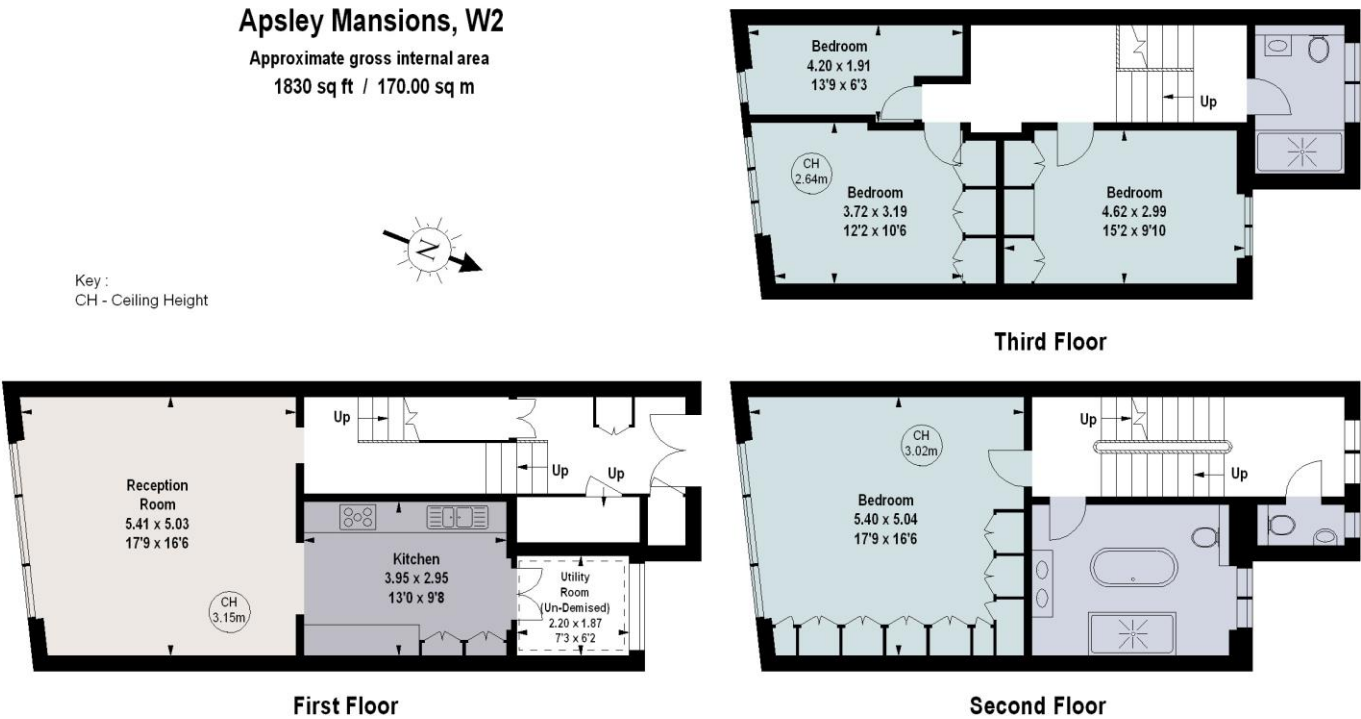 Apsley Mansions, W2
Approximate gross internal area
1830 sq ft / 170.00 sq m
N
Key :
CH - Ceiling Height
Bedroom
4.20 x 1.91
13'9 x 6'3
Up
CH
2.64m
Bedroom
3.72 x 3.19
12'2 x 10'6
Bedroom
4.62 x 2.99
15'2 x 9'10
Third Floor
Up
Up
Up
Reception
Room
5.41 x 5.03
17'9 x 16'6
CH
3.15m
Kitchen
3.95 x 2.95
13'0 x 9'8
Utility
Room
(Un-Demised)
2.20 x 1.87
7'3 x 6'2
First Floor
CH
3.02m
Bedroom
5.40 x 5.04
17'9 x 16'6
Up
Up
Second Floor